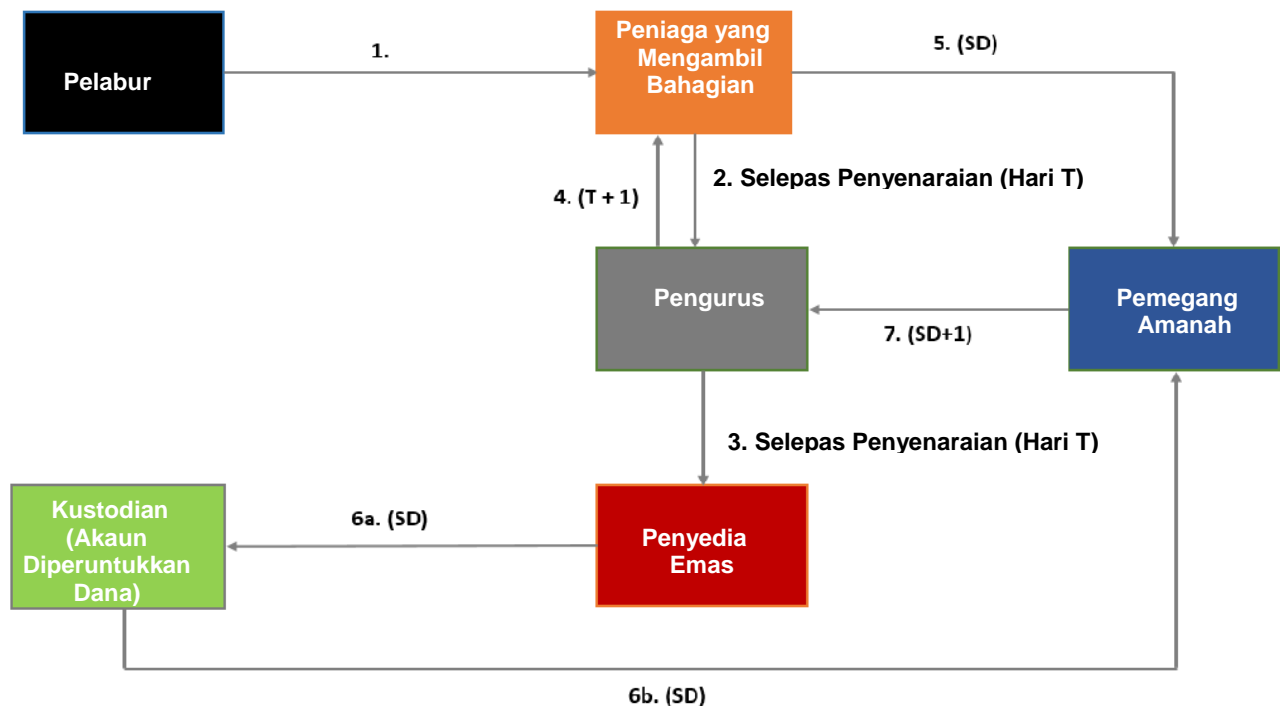 Pelabur
1.
Peniaga yang
Mengambil
Bahagian
5. (SD)
2. Selepas Penyenaraian (Hari T)
4. (T + 1)
Pengurus
Pemegang
Amanah
7. (SD+1)
3. Selepas Penyenaraian (Hari T)
Kustodian
(Akaun
Diperuntukkan
Dana)
6a. (SD)
Penyedia
Emas
6b. (SD)